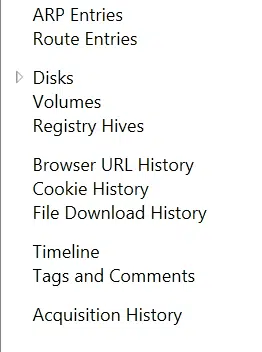 ARP Entries
Route Entries
Disks
Volumes
Registry Hives
Browser URL History
Cookie History
File Download History
Timeline
Tags and Comments
Acquisition History